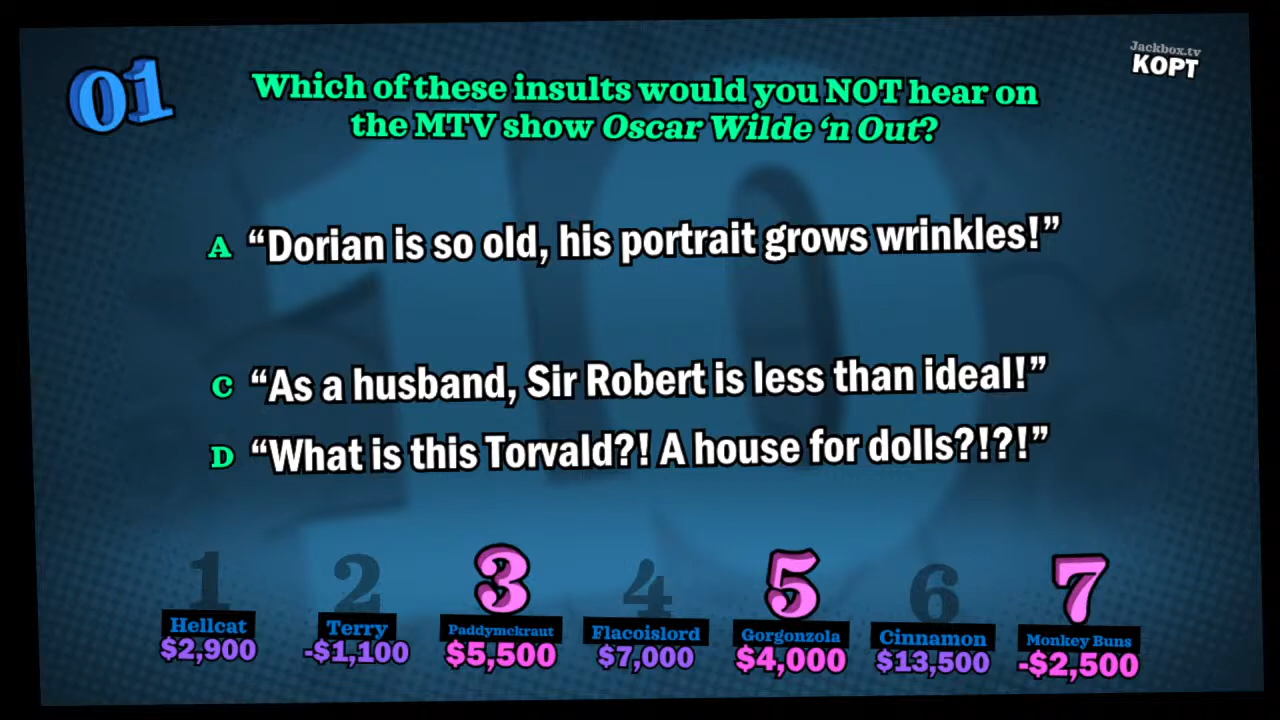 01
Jackbox.tv
KOPT
Which of these insults would you NOT hear on
the MTV show Oscar Wilde ‘n Out?
A “Dorian is so old, his portrait grows wrinkles!”
C “As a husband, Sir Robert is less than ideal!”
D “What is this Torvald?! A house for dolls?!?!”
10
1 2 3 4 5 6 7
Hellcat Terry Paddymckraut Flacoislord Gorgonzola Cinnamon Monkey Buns
$2,900 -$1,100 $5,500 $7,000 $4,000 $13,500 -$2,500